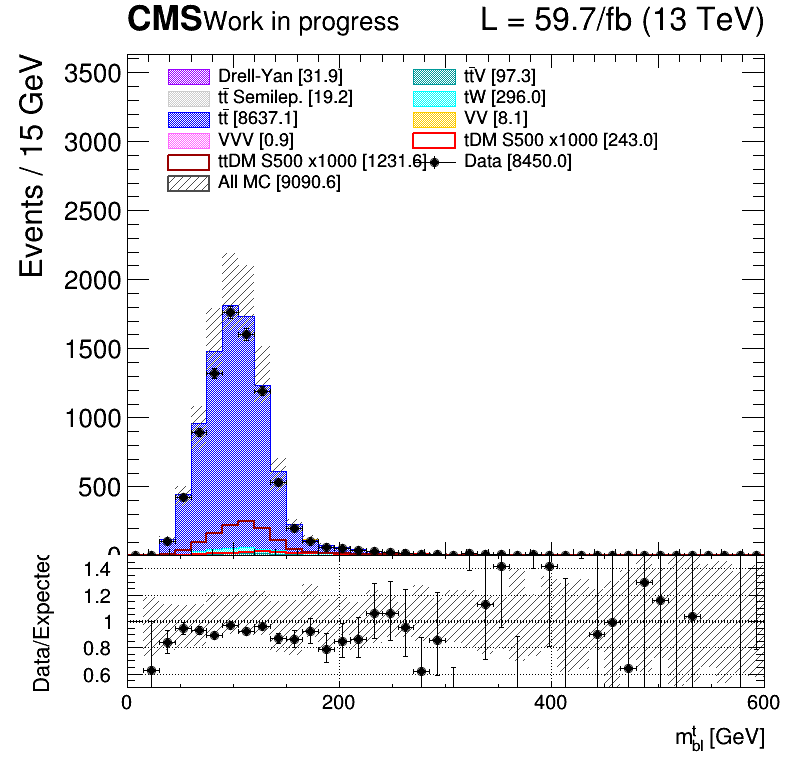 CMS Work in progress L = 59.7/fb (13 TeV)
Events / 15 GeV
3500
3000
2500
2000
1500
1000
500
0
Drell-Yan [31.9]
tt̄V [97.3]
tt̄ Semilep. [19.2]
tW [296.0]
tt̄ [8637.1]
VV [8.1]
VVV [0.9]
tDM S500 x1000 [243.0]
ttDM S500 x1000 [1231.6]
Data [8450.0]
All MC [9090.6]
Data/Expected
1.4
1.2
1
0.8
0.6
0 200 400 600
m^t_bl [GeV]